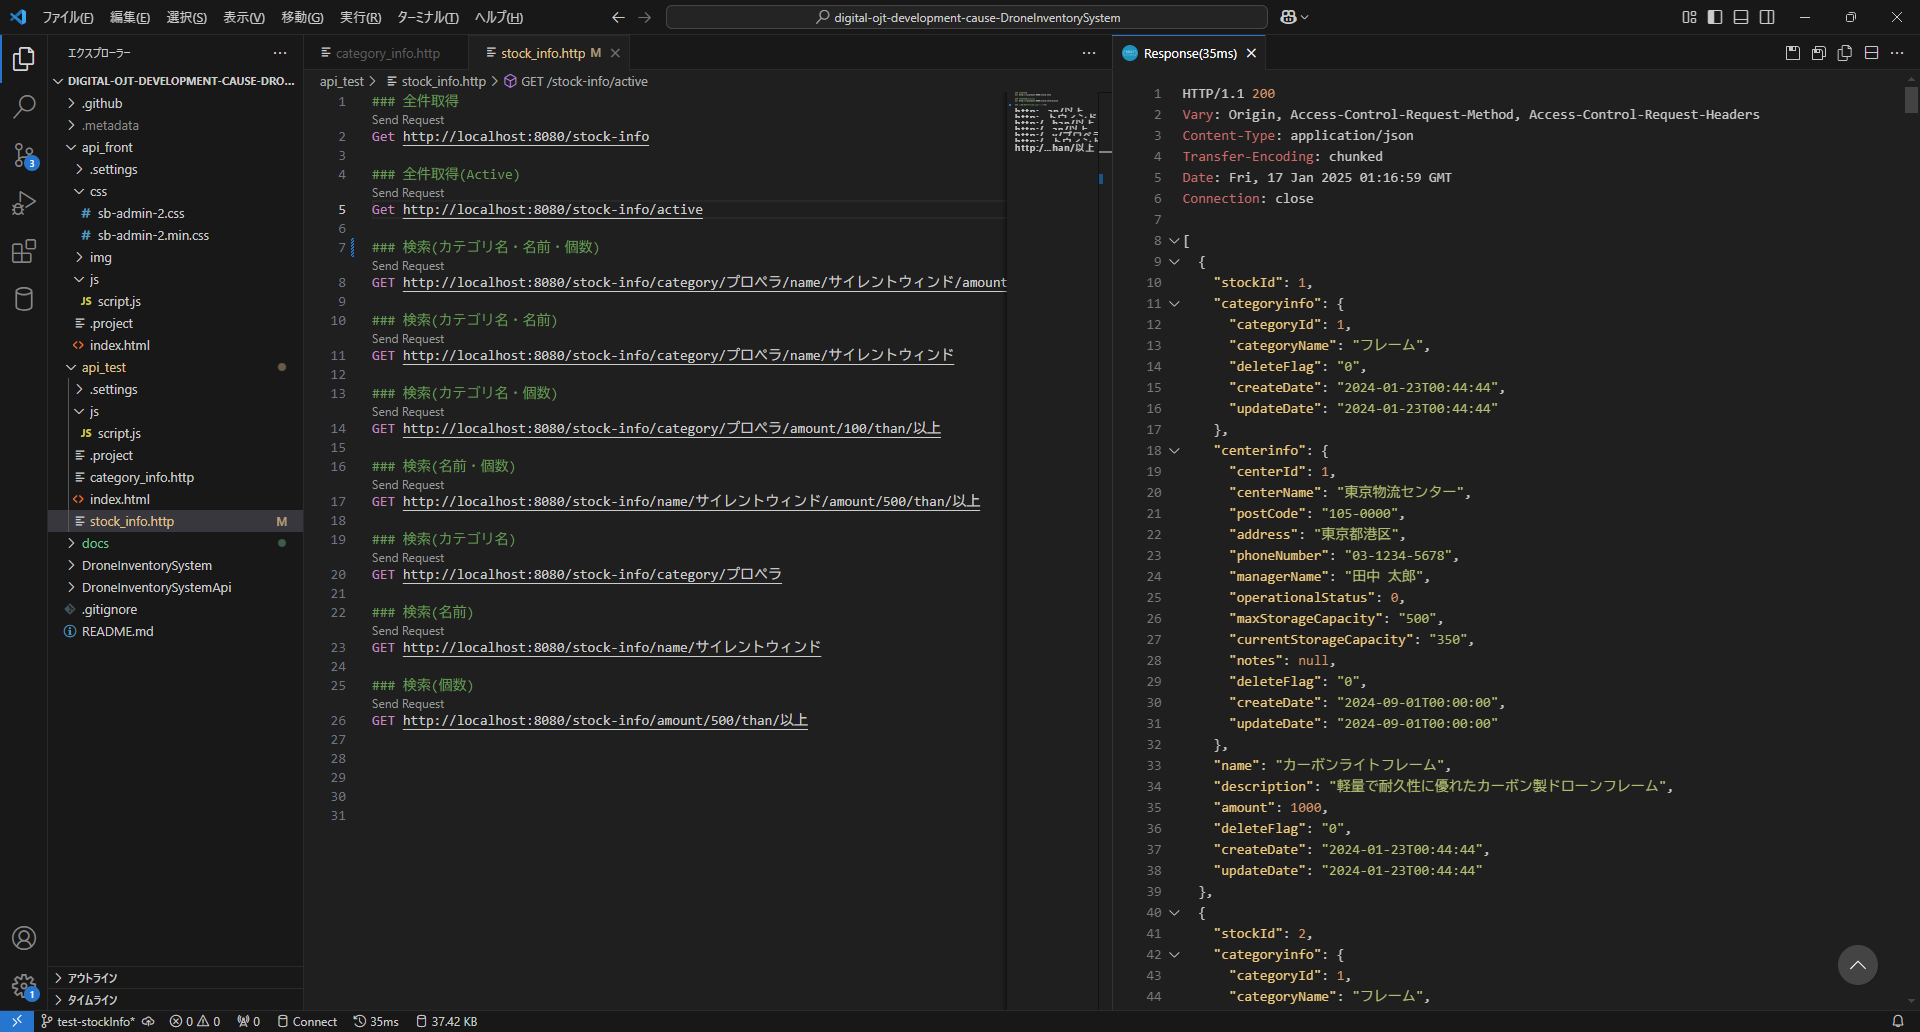 ファイル(F) 編集(E) 選択(S) 表示(V) 移動(G) 実行(R) ターミナル(T) ヘルプ(H)
digital-ojt-development-cause-DroneInventorySystem
エクスプローラー
DIGITAL-OJT-DEVELOPMENT-CAUSE-DRO...
.github
.metadata
api_front
.settings
css
# sb-admin-2.css
# sb-admin-2.min.css
img
js
JS script.js
.project
<> index.html
api_test
.settings
js
JS script.js
.project
category_info.http
<> index.html
stock_info.http M
docs
DroneInventorySystem
DroneInventorySystemApi
.gitignore
README.md
アウトライン
タイムライン
category_info.http
stock_info.http M
api_test > stock_info.http > GET /stock-info/active
1 ### 全件取得
Send Request
2 Get http://localhost:8080/stock-info
3
4 ### 全件取得(Active)
Send Request
5 Get http://localhost:8080/stock-info/active
6
7 ### 検索(カテゴリ名・名前・個数)
Send Request
8 GET http://localhost:8080/stock-info/category/プロペラ/name/サイレントウィンド/amount
9
10 ### 検索(カテゴリ名・名前)
Send Request
11 GET http://localhost:8080/stock-info/category/プロペラ/name/サイレントウィンド
12
13 ### 検索(カテゴリ名・個数)
Send Request
14 GET http://localhost:8080/stock-info/category/プロペラ/amount/100/than/以上
15
16 ### 検索(名前・個数)
Send Request
17 GET http://localhost:8080/stock-info/name/サイレントウィンド/amount/500/than/以上
18
19 ### 検索(カテゴリ名)
Send Request
20 GET http://localhost:8080/stock-info/category/プロペラ
21
22 ### 検索(名前)
Send Request
23 GET http://localhost:8080/stock-info/name/サイレントウィンド
24
25 ### 検索(個数)
Send Request
26 GET http://localhost:8080/stock-info/amount/500/than/以上
27
28
29
30
31
Response(35ms)
1 HTTP/1.1 200
2 Vary: Origin, Access-Control-Request-Method, Access-Control-Request-Headers
3 Content-Type: application/json
4 Transfer-Encoding: chunked
5 Date: Fri, 17 Jan 2025 01:16:59 GMT
6 Connection: close
7
8 [
9 {
10 "stockId": 1,
11 "categoryinfo": {
12 "categoryId": 1,
13 "categoryName": "フレーム",
14 "deleteFlag": "0",
15 "createDate": "2024-01-23T00:44:44",
16 "updateDate": "2024-01-23T00:44:44"
17 },
18 "centerinfo": {
19 "centerId": 1,
20 "centerName": "東京物流センター",
21 "postCode": "105-0000",
22 "address": "東京都港区",
23 "phoneNumber": "03-1234-5678",
24 "managerName": "田中 太郎",
25 "operationalStatus": 0,
26 "maxStorageCapacity": "500",
27 "currentStorageCapacity": "350",
28 "notes": null,
29 "deleteFlag": "0",
30 "createDate": "2024-09-01T00:00:00",
31 "updateDate": "2024-09-01T00:00:00"
32 },
33 "name": "カーボンライトフレーム",
34 "description": "軽量で耐久性に優れたカーボン製ドローンフレーム",
35 "amount": 1000,
36 "deleteFlag": "0",
37 "createDate": "2024-01-23T00:44:44",
38 "updateDate": "2024-01-23T00:44:44"
39 },
40 {
41 "stockId": 2,
42 "categoryinfo": {
43 "categoryId": 1,
44 "categoryName": "フレーム",
3
1
test-stockInfo* 0 0 0 Connect 35ms 37.42 KB